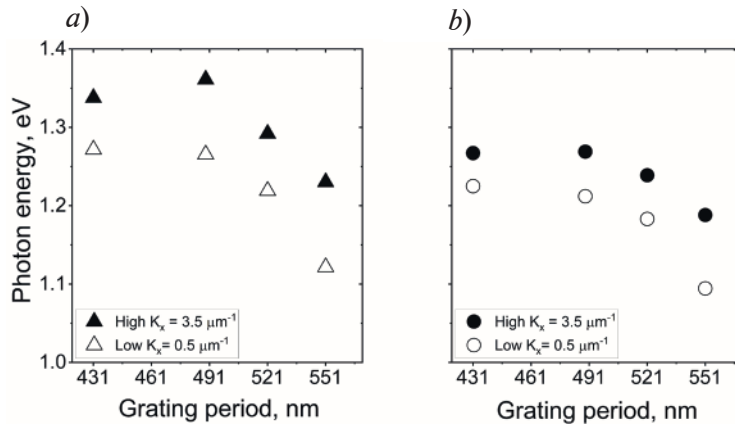 a)
b)
Photon energy, eV
1.4
1.3
1.2
1.1
1.0
High Kₓ = 3.5 μm⁻¹
Low Kₓ= 0.5 μm⁻¹
431 461 491 521 551
Grating period, nm
High Kₓ = 3.5 μm⁻¹
Low Kₓ= 0.5 μm⁻¹
431 461 491 521 551
Grating period, nm